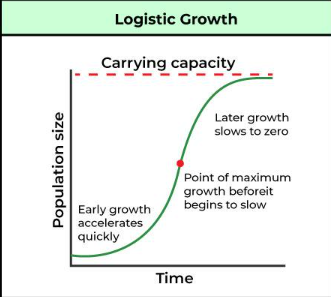 Logistic Growth
Carrying capacity
Population size
Later growth
slows to zero
Point of maximum
growth beforeit
begins to slow
Early growth
accelerates
quickly
Time